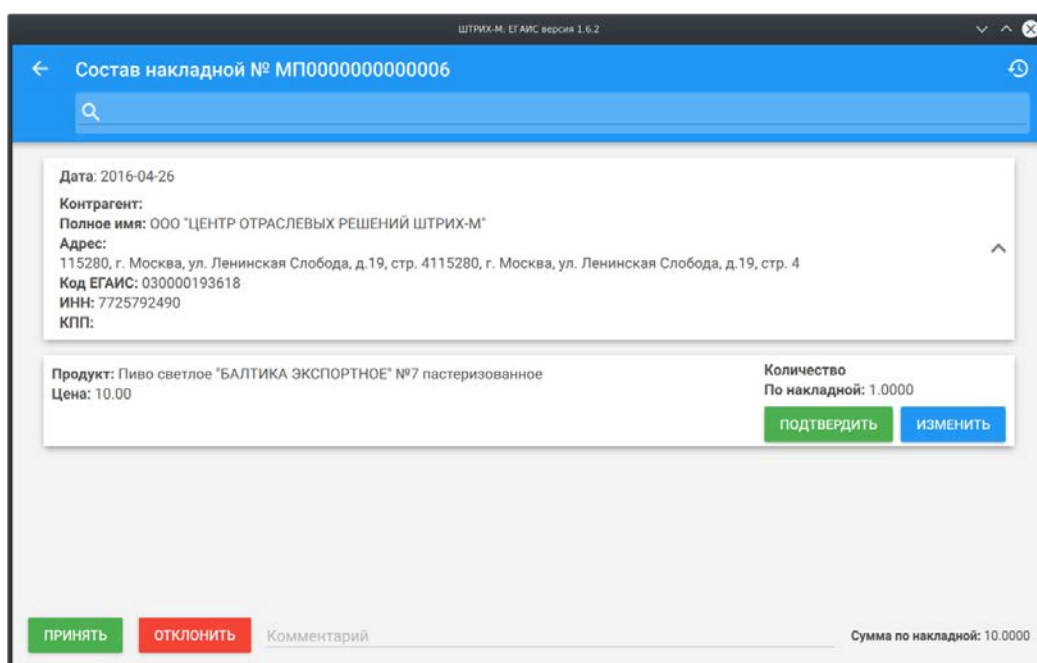 ШТРИХ-М: ЕГАИС версия 1.6.2
Состав накладной № МП0000000000006
Дата: 2016-04-26
Контрагент:
Полное имя: ООО "ЦЕНТР ОТРАСЛЕВЫХ РЕШЕНИЙ ШТРИХ-М"
Адрес:
115280, г. Москва, ул. Ленинская Слобода, д.19, стр. 4115280, г. Москва, ул. Ленинская Слобода, д.19, стр. 4
Код ЕГАИС: 030000193618
ИНН: 7725792490
КПП:
Продукт: Пиво светлое "БАЛТИКА ЭКСПОРТНОЕ" №7 пастеризованное
Цена: 10.00
Количество
По накладной: 1.0000
ПОДТВЕРДИТЬ ИЗМЕНИТЬ
ПРИНЯТЬ ОТКЛОНИТЬ Комментарий Сумма по накладной: 10.0000